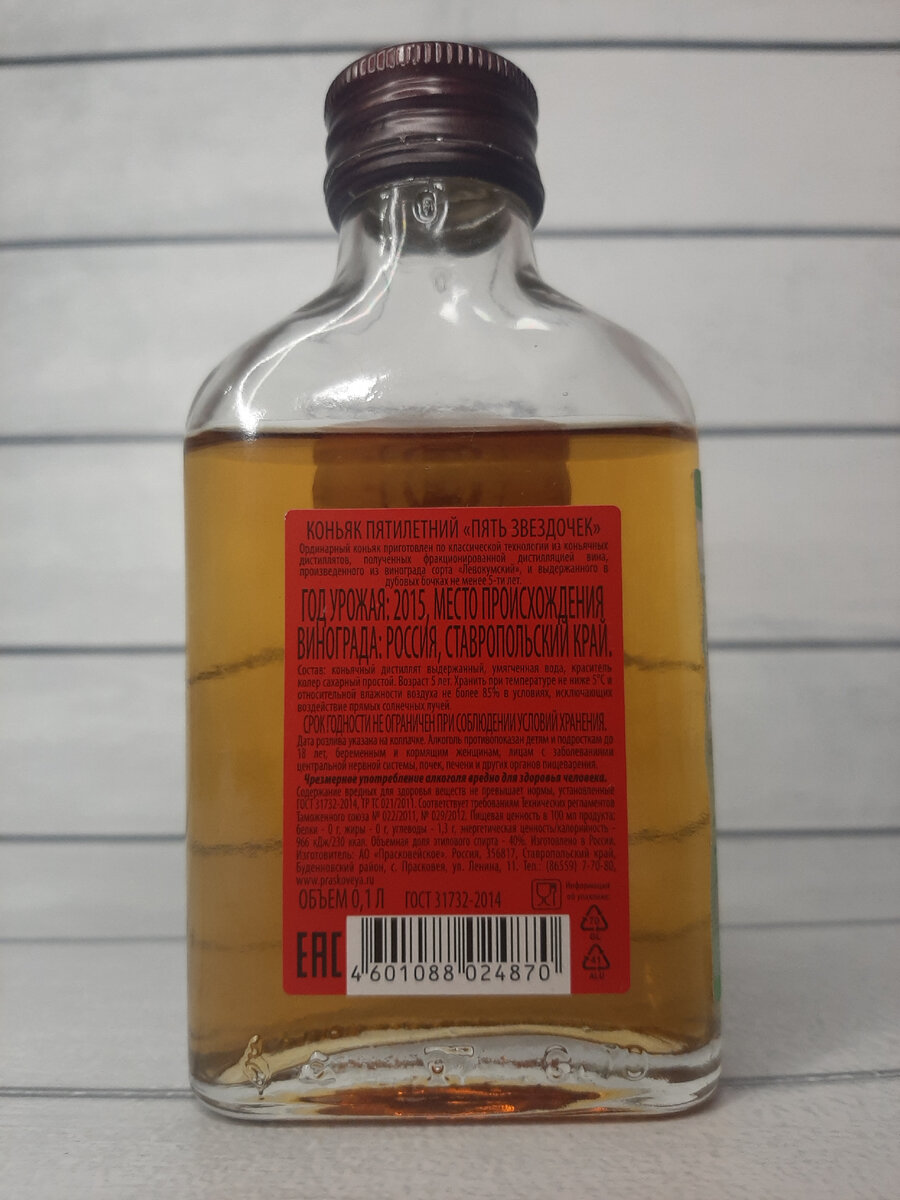 КОНЬЯК ПЯТИЛЕТНИЙ «ПЯТЬ ЗВЕЗДОЧЕК»
Ординарный коньяк приготовлен по классической технологии из коньячных
дистиллятов, полученных фракционированной дистилляцией вина,
произведенного из винограда сорта «Левокумский», и выдержанного в
дубовых бочках не менее 5-ти лет.
ГОД УРОЖАЯ: 2015, МЕСТО ПРОИСХОЖДЕНИЯ
ВИНОГРАДА: РОССИЯ, СТАВРОПОЛЬСКИЙ КРАЙ.
Состав: коньячный дистиллят выдержанный, умягченная вода, краситель
колер сахарный простой. Возраст 5 лет. Хранить при температуре не ниже 5°С и
относительной влажности воздуха не более 85% в условиях, исключающих
воздействие прямых солнечных лучей.
СРОК ГОДНОСТИ НЕ ОГРАНИЧЕН ПРИ СОБЛЮДЕНИИ УСЛОВИЙ ХРАНЕНИЯ.
Дата розлива указана на колпачке. Алкоголь противопоказан детям и подросткам до
18 лет, беременным и кормящим женщинам, лицам с заболеваниями
центральной нервной системы, почек, печени и других органов пищеварения.
Чрезмерное употребление алкоголя вредно для здоровья человека.
Содержание вредных для здоровья веществ не превышает нормы, установленные
ГОСТ 31732-2014, ТР ТС 021/2011. Соответствует требованиям Технических регламентов
Таможенного союза № 022/2011, № 029/2012. Пищевая ценность в 100 мл продукта:
белки - 0 г, жиры - 0 г, углеводы - 1,3 г, энергетическая ценность/калорийность -
966 кДж/230 ккал. Объемная доля этилового спирта - 40%. Изготовлено в России.
Изготовитель: АО «Прасковейское». Россия, 356817, Ставропольский край,
Буденновский район, с. Прасковея, ул. Ленина, 11. Тел.: (86559) 7-70-80,
www.praskoveya.ru
ОБЪЕМ 0,1 Л ГОСТ 31732-2014
Информация
об упаковке:
70
GL
41
ALU
EAC
4 601088 024870